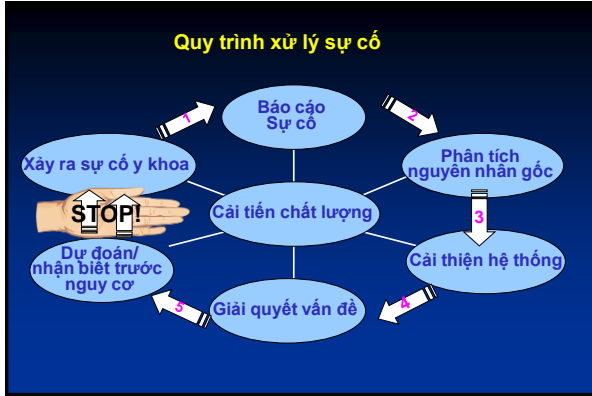 Quy trình xử lý sự cố
1
Báo cáo
Sự cố
2
Xảy ra sự cố y khoa
Phân tích
nguyên nhân gốc
STOP!
Cải tiến chất lượng
3
Dự đoán/
nhận biết trước
nguy cơ
Cải thiện hệ thống
5
Giải quyết vấn đề
4